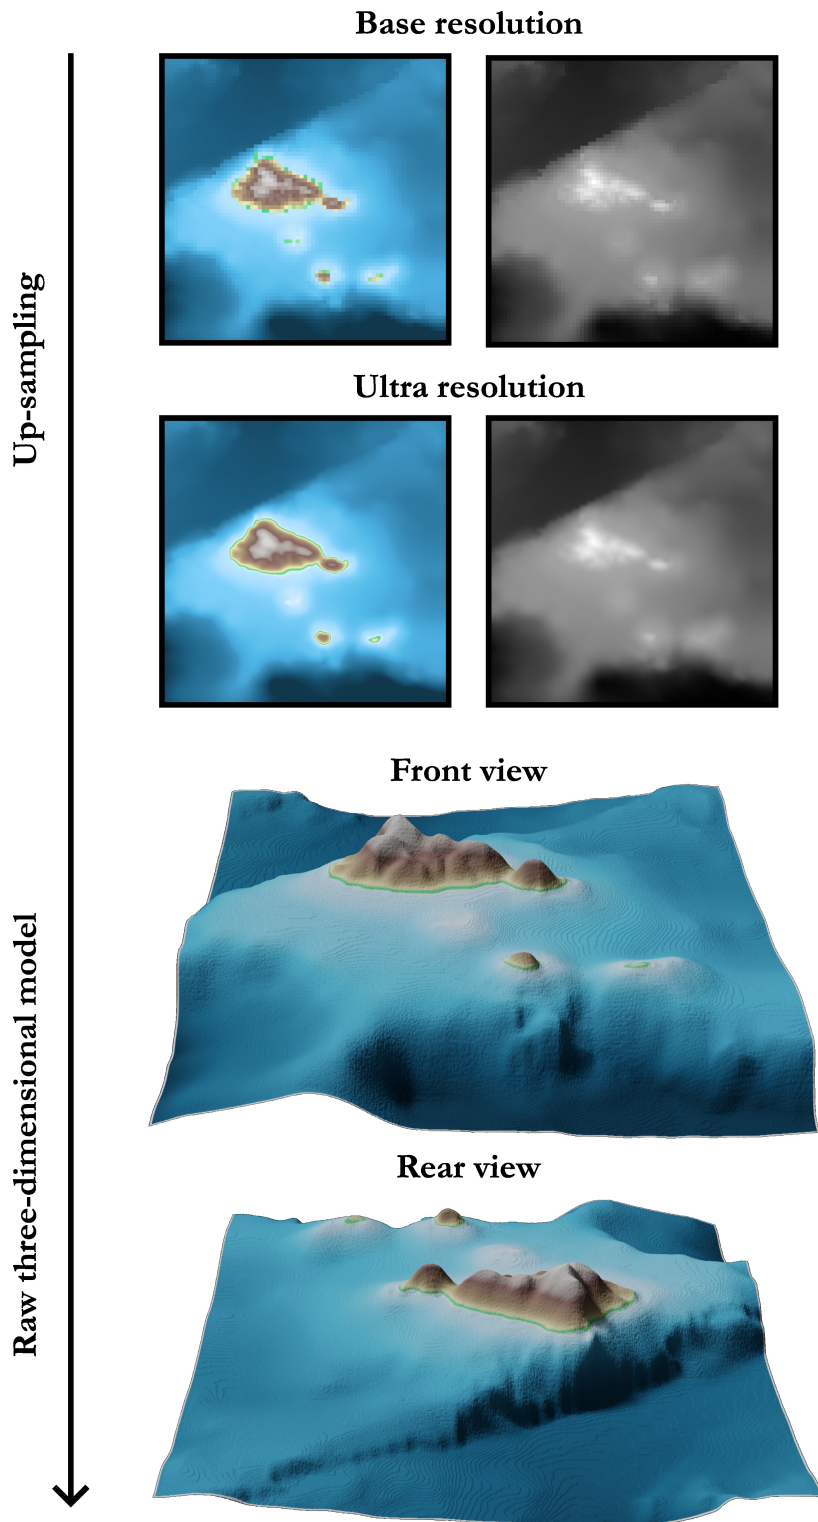 Base resolution
Up-sampling
Ultra resolution
Front view
Raw three-dimensional model
Rear view